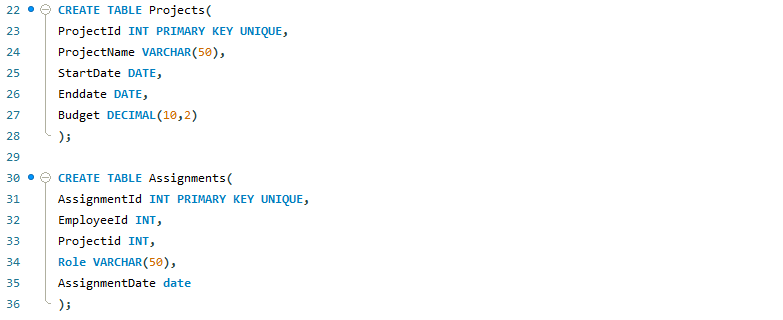 22 CREATE TABLE Projects(
23 ProjectId INT PRIMARY KEY UNIQUE,
24 ProjectName VARCHAR(50),
25 StartDate DATE,
26 Enddate DATE,
27 Budget DECIMAL(10,2)
28 );
29
30 CREATE TABLE Assignments(
31 AssignmentId INT PRIMARY KEY UNIQUE,
32 EmployeeId INT,
33 Projectid INT,
34 Role VARCHAR(50),
35 AssignmentDate date
36 );